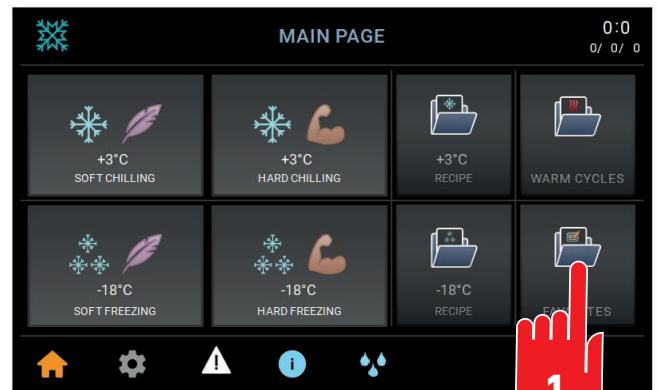 MAIN PAGE
0:0
0/ 0/ 0
+3°C
SOFT CHILLING
+3°C
HARD CHILLING
+3°C
RECIPE
WARM CYCLES
-18°C
SOFT FREEZING
-18°C
HARD FREEZING
-18°C
RECIPE
i
1